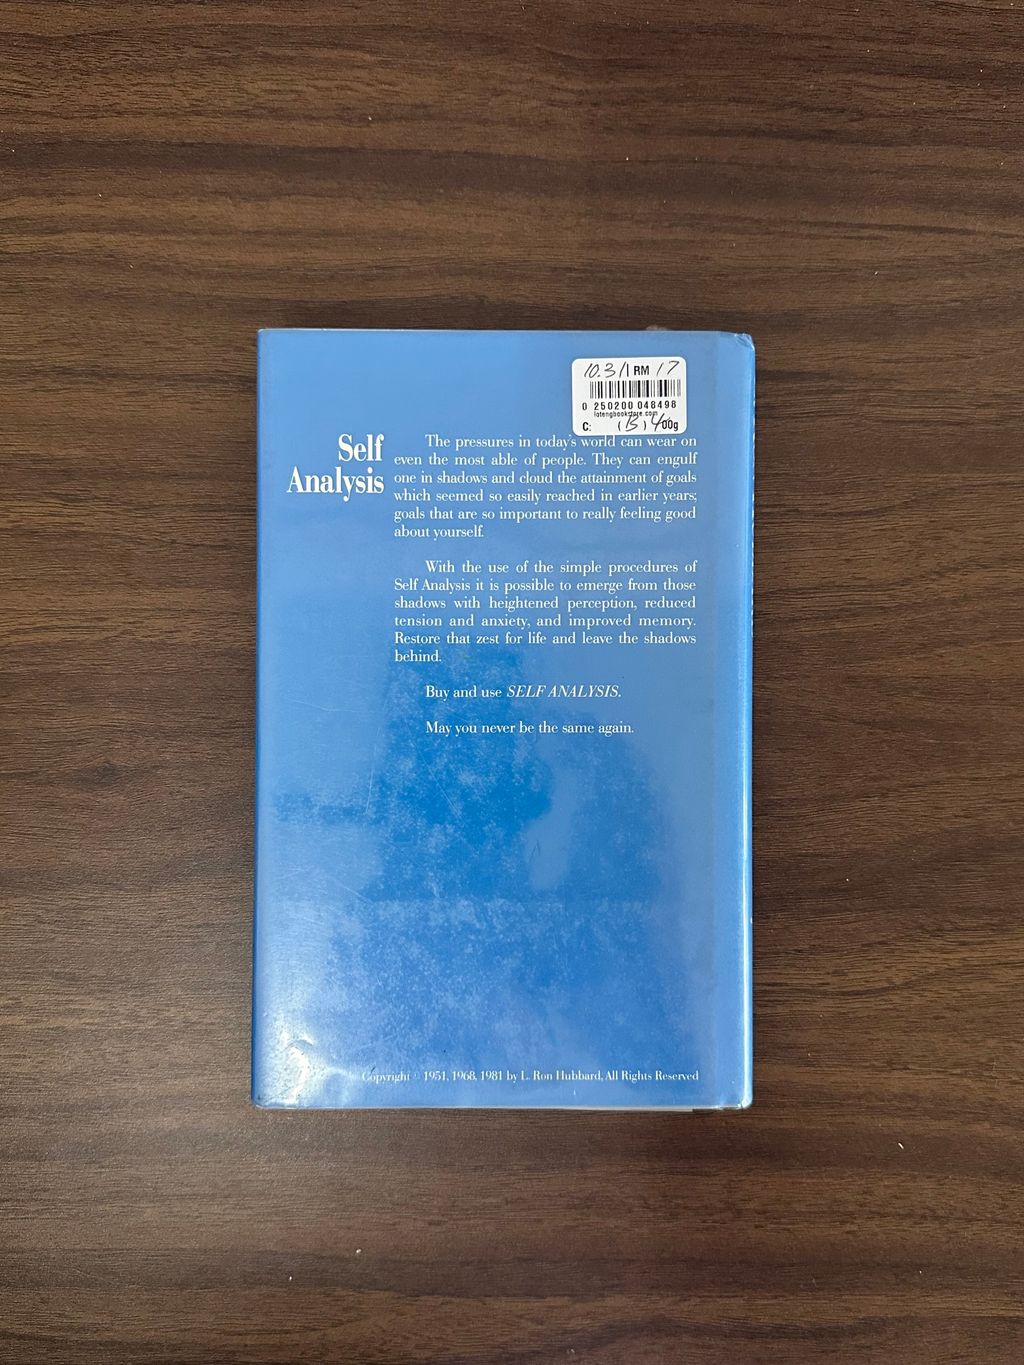 10.3/1 RM 17
0 250200 048498
latengbookstore.com
C: (B) 400g
Self
Analysis
The pressures in today's world can wear on
even the most able of people. They can engulf
one in shadows and cloud the attainment of goals
which seemed so easily reached in earlier years;
goals that are so important to really feeling good
about yourself.
With the use of the simple procedures of
Self Analysis it is possible to emerge from those
shadows with heightened perception, reduced
tension and anxiety, and improved memory.
Restore that zest for life and leave the shadows
behind.
Buy and use SELF ANALYSIS.
May you never be the same again.
Copyright © 1951, 1968, 1981 by L. Ron Hubbard, All Rights Reserved